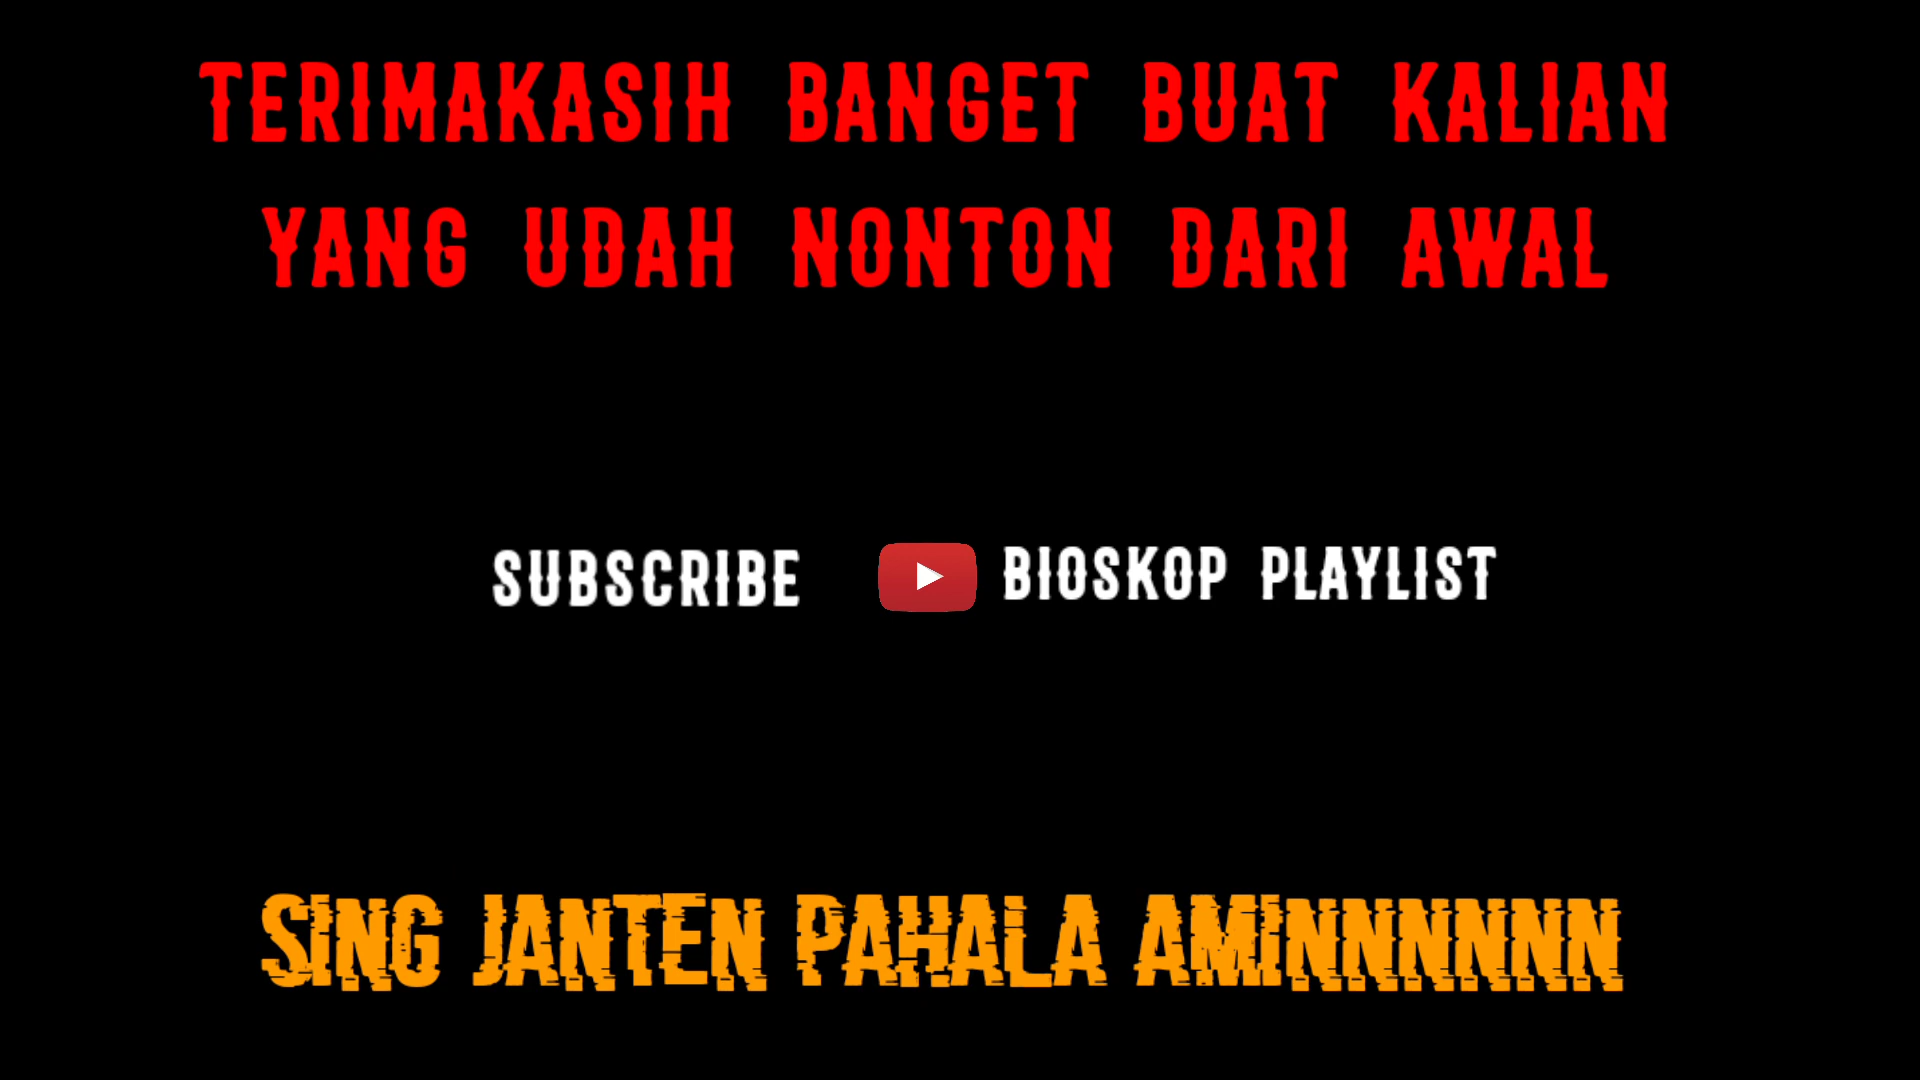 TERIMAKASIH BANGET BUAT KALIAN
YANG UDAH NONTON DARI AWAL
SUBSCRIBE BIOSKOP PLAYLIST
SING JANTEN PAHALA AMINNNNNNN